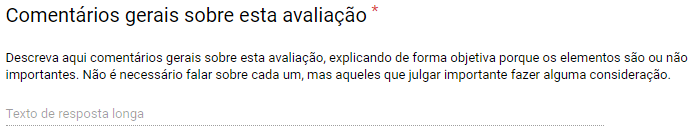 Comentários gerais sobre esta avaliação *
Descreva aqui comentários gerais sobre esta avaliação, explicando de forma objetiva porque os elementos são ou não
importantes. Não é necessário falar sobre cada um, mas aqueles que julgar importante fazer alguma consideração.
Texto de resposta longa